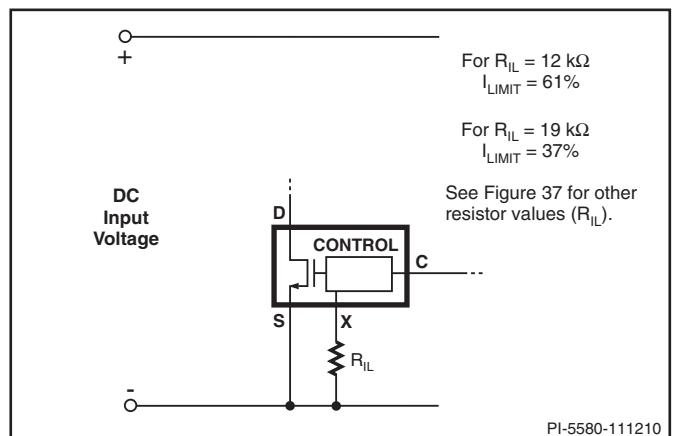 +
For R_IL = 12 kΩ
I_LIMIT = 61%
For R_IL = 19 kΩ
I_LIMIT = 37%
See Figure 37 for other
resistor values (R_IL).
DC
Input
Voltage
D
CONTROL
C
S
X
R_IL
-
PI-5580-111210